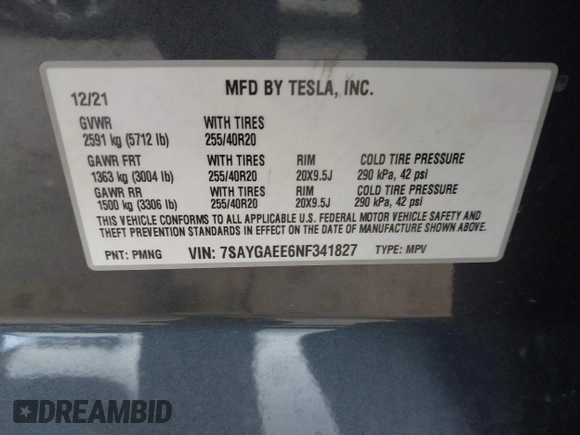 MFD BY TESLA, INC.
12/21
GVWR WITH TIRES
2591 kg (5712 lb) 255/40R20
GAWR FRT WITH TIRES RIM COLD TIRE PRESSURE
1363 kg (3004 lb) 255/40R20 20X9.5J 290 kPa, 42 psi
GAWR RR WITH TIRES RIM COLD TIRE PRESSURE
1500 kg (3306 lb) 255/40R20 20X9.5J 290 kPa, 42 psi
THIS VEHICLE CONFORMS TO ALL APPLICABLE U.S. FEDERAL MOTOR VEHICLE SAFETY AND
THEFT PREVENTION STANDARDS IN EFFECT ON THE DATE OF MANUFACTURE SHOWN ABOVE.
PNT: PMNG VIN: 7SAYGAEE6NF341827 TYPE: MPV
DREAMBID